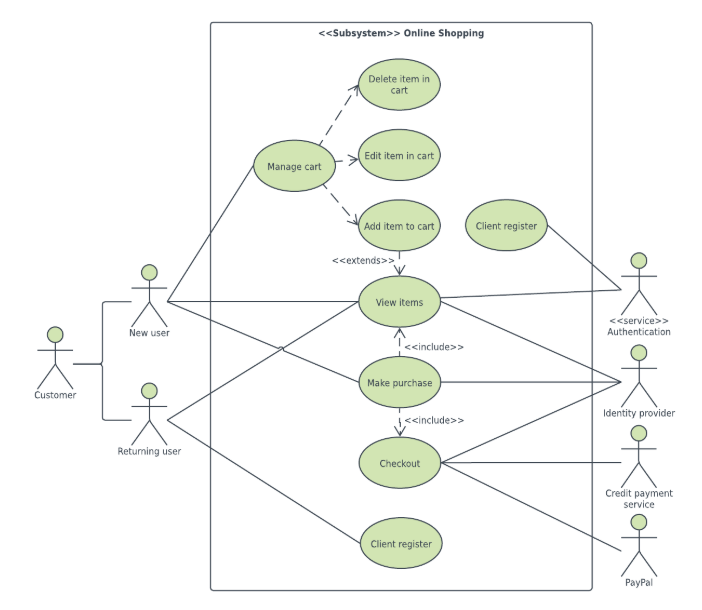 <<Subsystem>> Online Shopping
Delete item in
cart
Manage cart
Edit item in cart
Add item to cart
Client register
<<extends>>
View items
New user
<<service>>
Authentication
<<include>>
Make purchase
Customer
Identity provider
<<include>>
Returning user
Checkout
Credit payment
service
Client register
PayPal